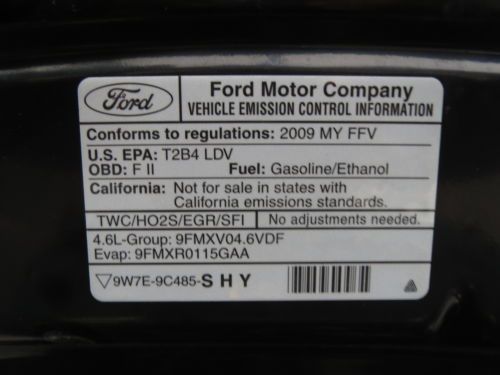 Ford
Ford Motor Company
VEHICLE EMISSION CONTROL INFORMATION
Conforms to regulations: 2009 MY FFV
U.S. EPA: T2B4 LDV
OBD: F II Fuel: Gasoline/Ethanol
California: Not for sale in states with
California emissions standards.
TWC/HO2S/EGR/SFI No adjustments needed.
4.6L-Group: 9FMXV04.6VDF
Evap: 9FMXR0115GAA
▽9W7E-9C485-SHY